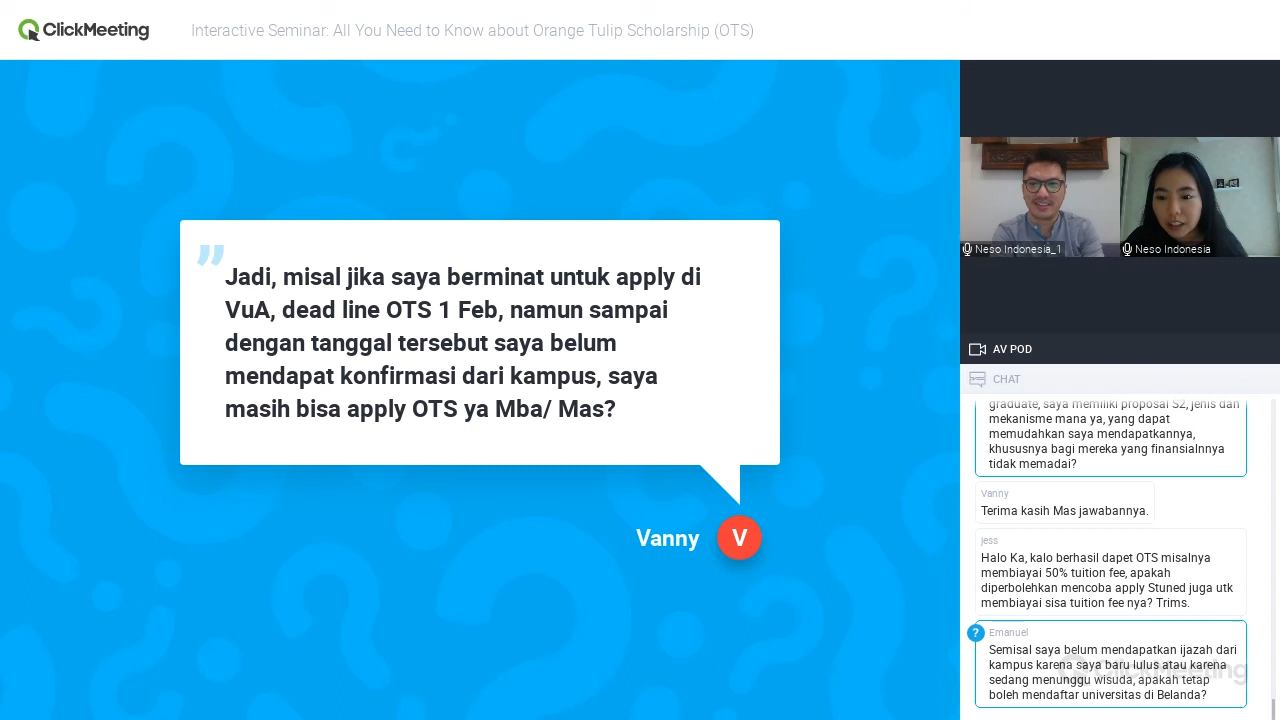 ClickMeeting
Interactive Seminar: All You Need to Know about Orange Tulip Scholarship (OTS)
”
Jadi, misal jika saya berminat untuk apply di
VuA, dead line OTS 1 Feb, namun sampai
dengan tanggal tersebut saya belum
mendapat konfirmasi dari kampus, saya
masih bisa apply OTS ya Mba/ Mas?
Vanny
V
Neso Indonesia_1
Neso Indonesia
AV POD
CHAT
graduate, saya memiliki proposal S2, jenis dan
mekanisme mana ya, yang dapat
memudahkan saya mendapatkannya,
khususnya bagi mereka yang finansialnnya
tidak memadai?
Vanny
Terima kasih Mas jawabannya.
jess
Halo Ka, kalo berhasil dapet OTS misalnya
membiayai 50% tuition fee, apakah
diperbolehkan mencoba apply Stuned juga utk
membiayai sisa tuition fee nya? Trims.
?
Emanuel
Semisal saya belum mendapatkan ijazah dari
kampus karena saya baru lulus atau karena
sedang menunggu wisuda, apakah tetap
boleh mendaftar universitas di Belanda?
ClickMeeting